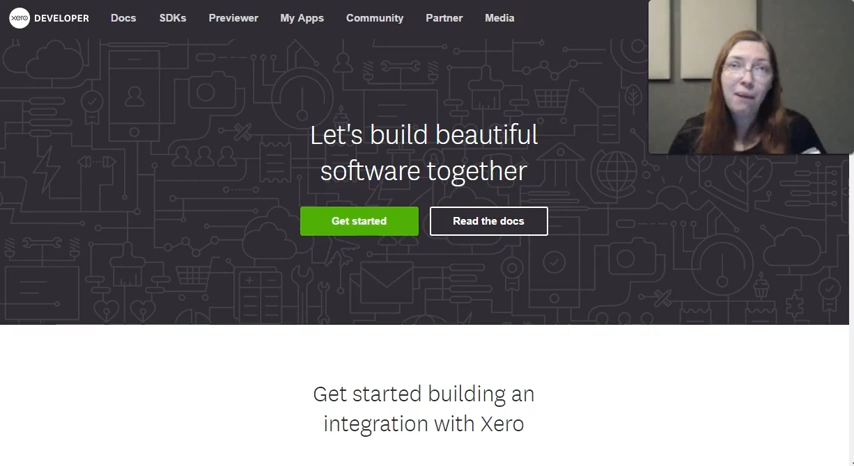 xero DEVELOPER Docs SDKs Previewer My Apps Community Partner Media
Let's build beautiful
software together
Get started Read the docs
Get started building an
integration with Xero